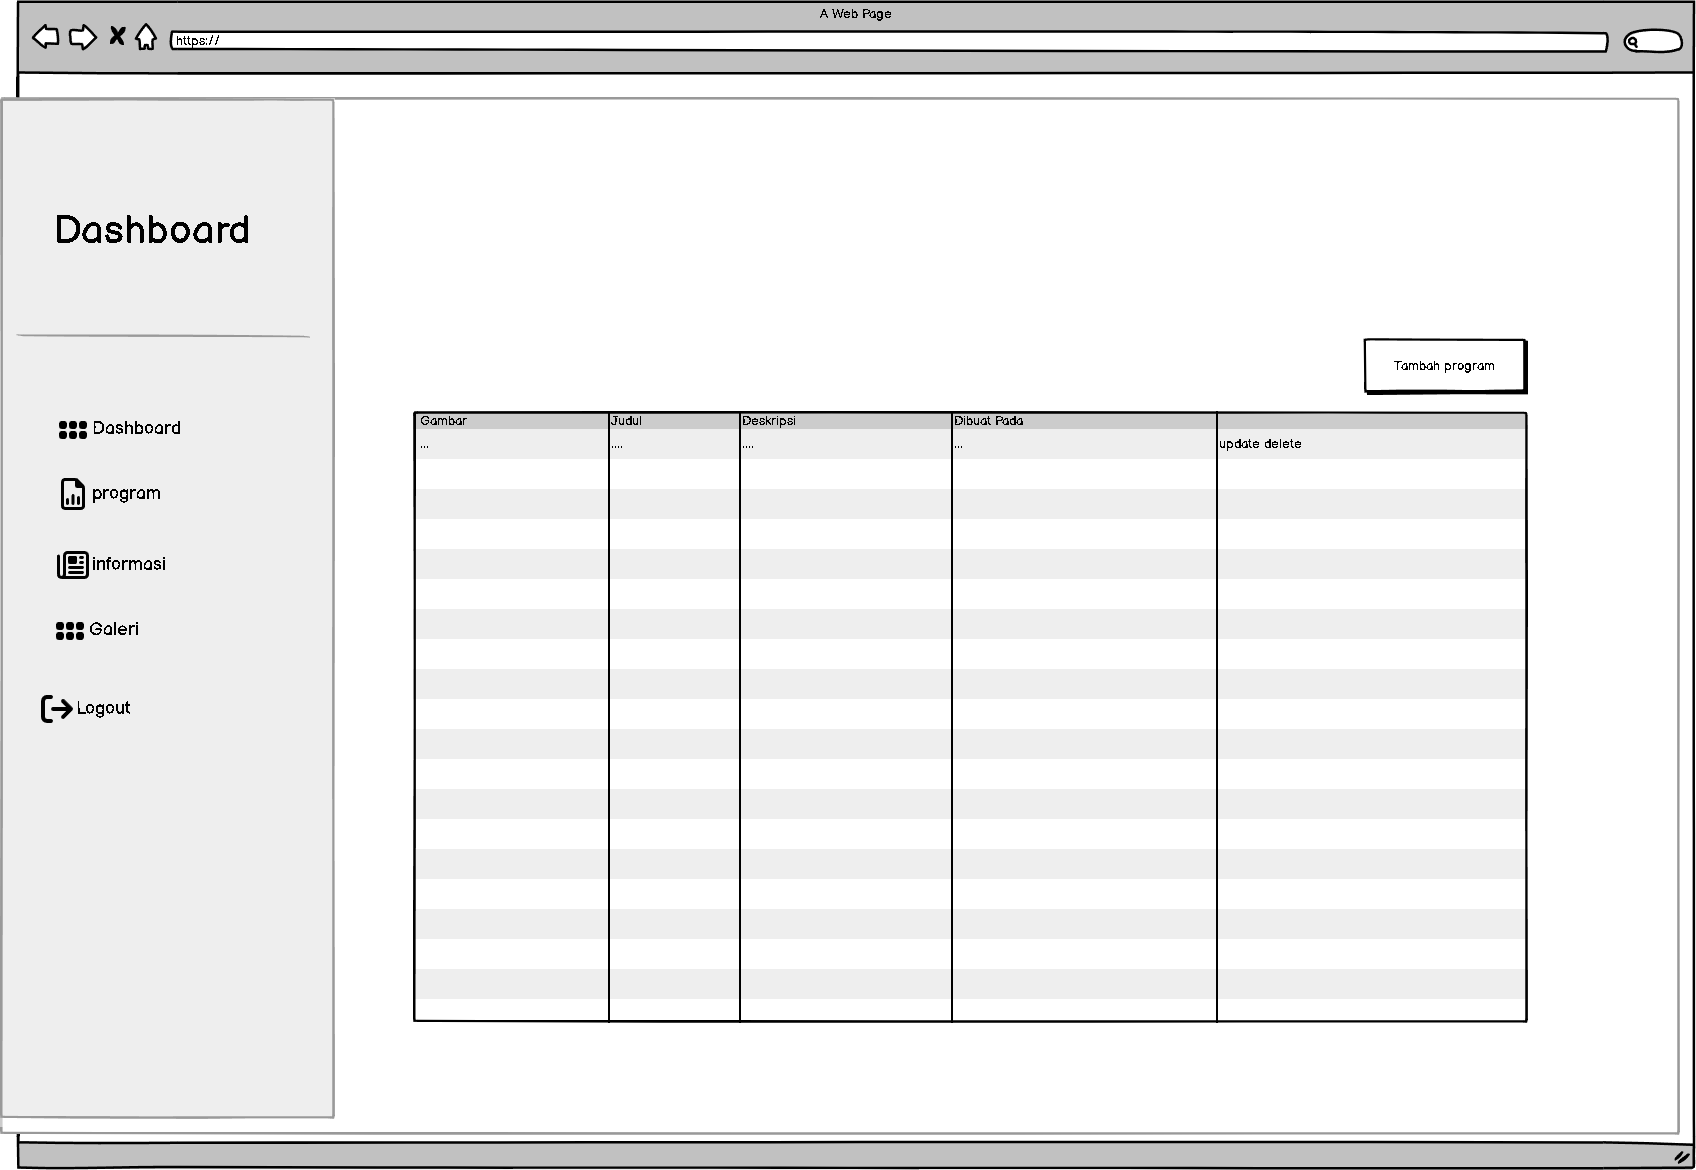 A Web Page
https://
Dashboard
Dashboard
program
informasi
Galeri
Logout
Tambah program
Gambar Judul Deskripsi Dibuat Pada
... .... .... ... update delete